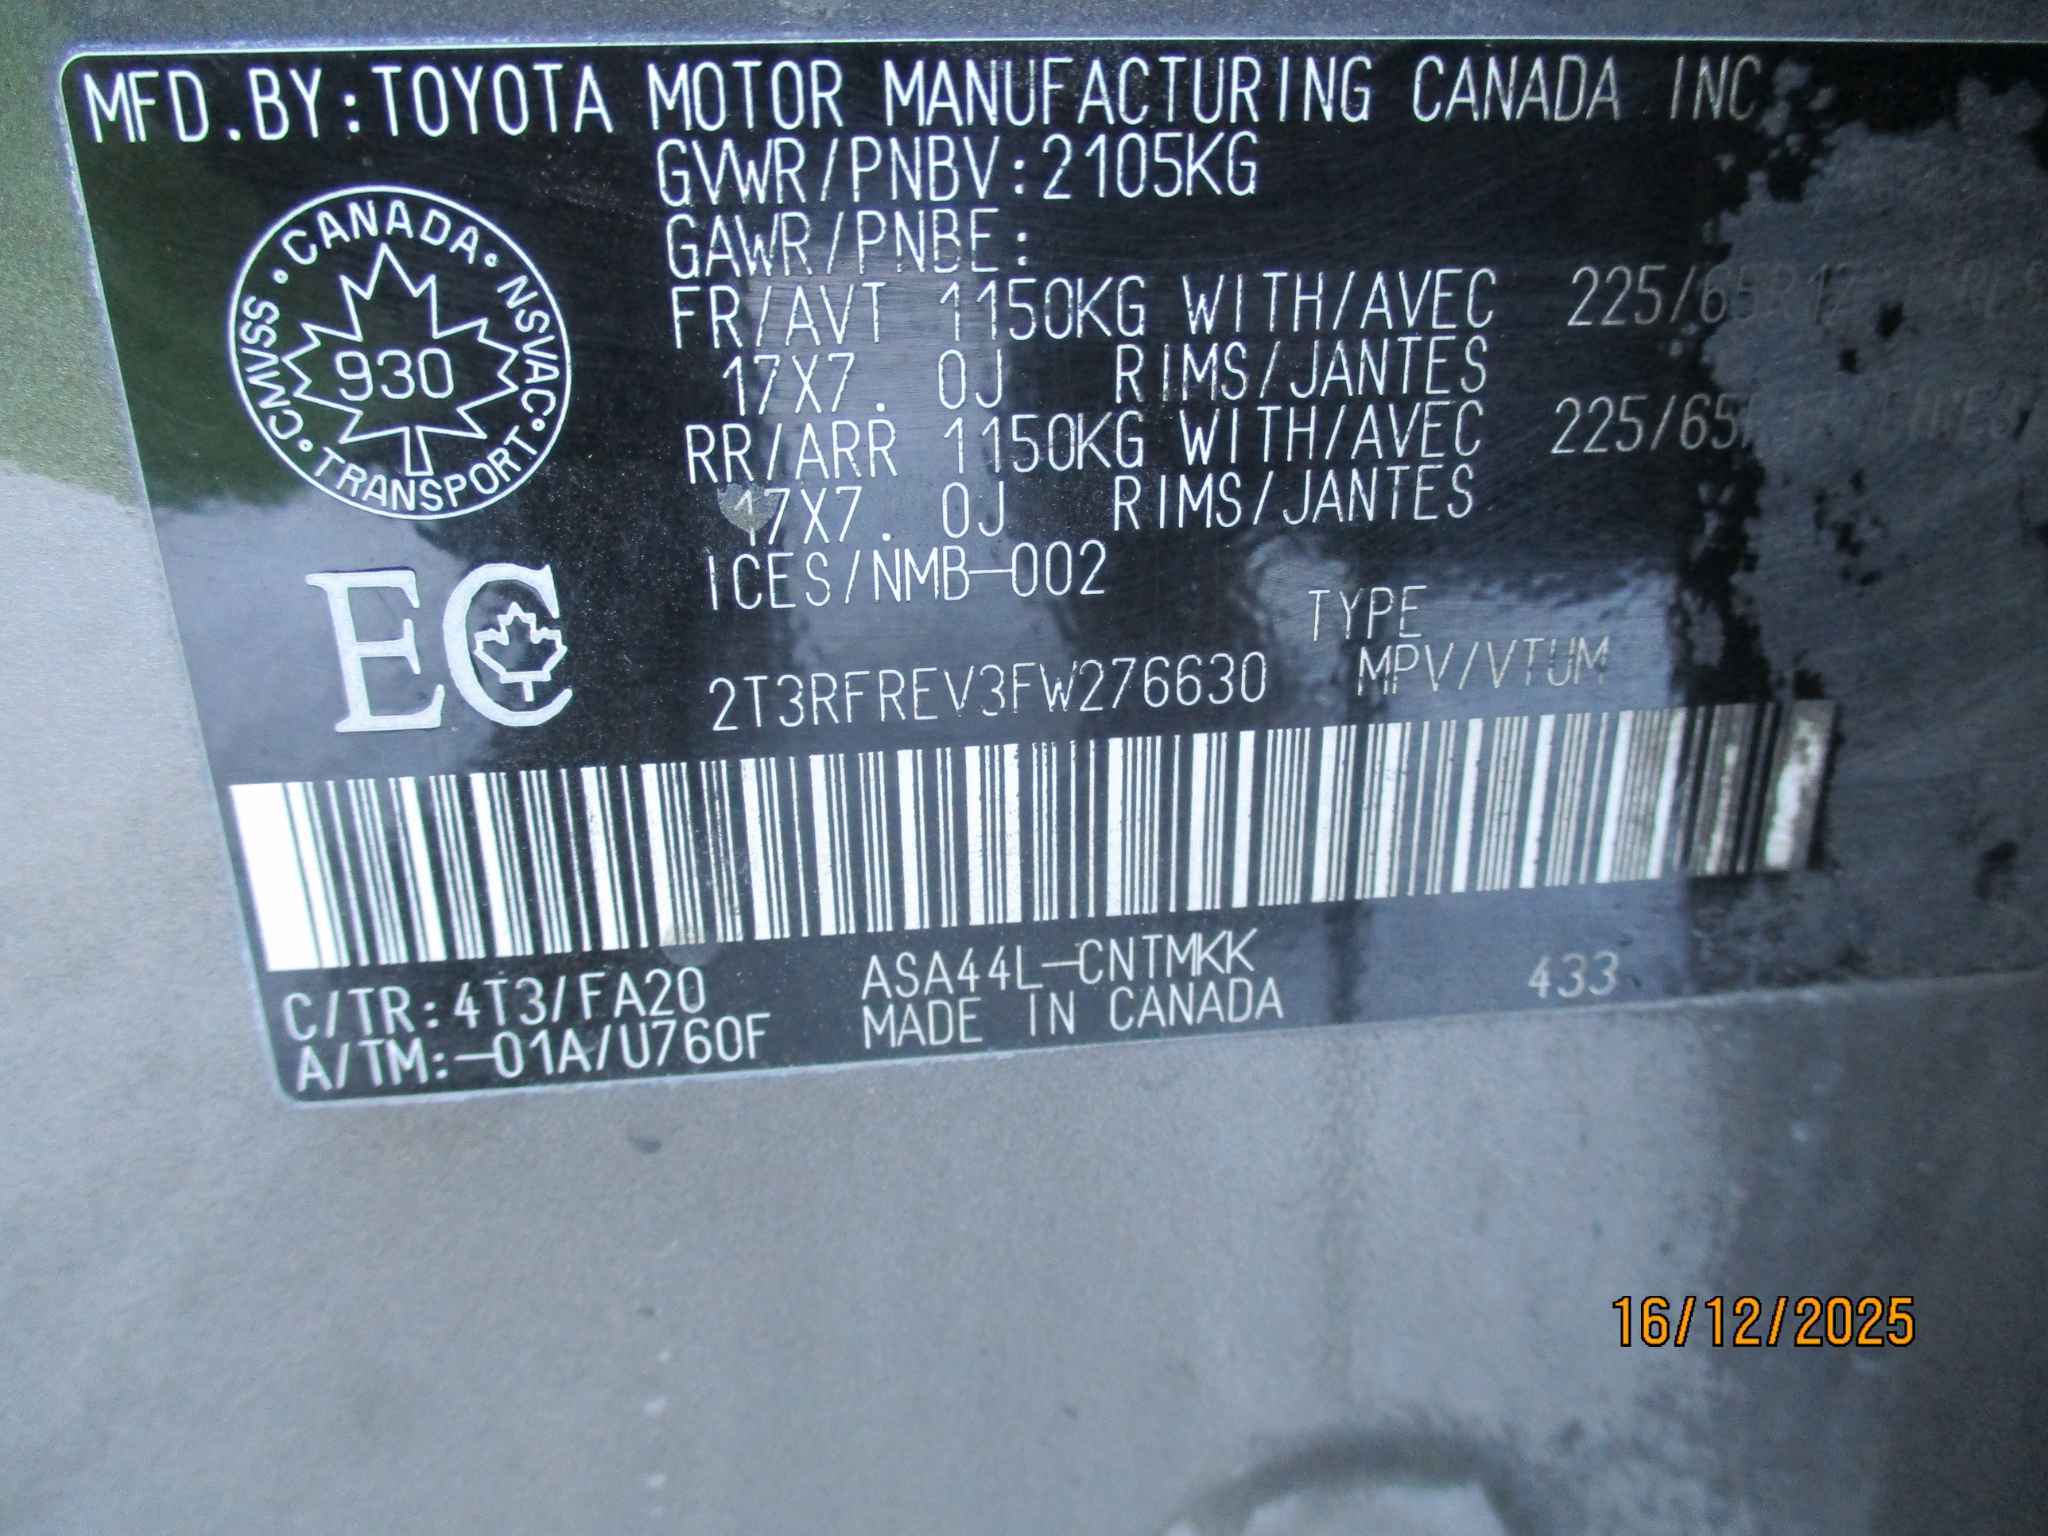 MFD.BY:TOYOTA MOTOR MANUFACTURING CANADA INC
GVWR/PNBV:2105KG
GAWR/PNBE:
FR/AVT 1150KG WITH/AVEC 225/65R17
17X7.0J RIMS/JANTES
RR/ARR 1150KG WITH/AVEC 225/65
17X7.0J RIMS/JANTES
ICES/NMB-002
CANADA • NSVAC • TRANSPORT • CMVSS •
930
EC
TYPE
2T3RFREV3FW276630 MPV/VTUM
C/TR:4T3/FA20 ASA44L-CNTMKK 433
A/TM:-01A/U760F MADE IN CANADA
16/12/2025